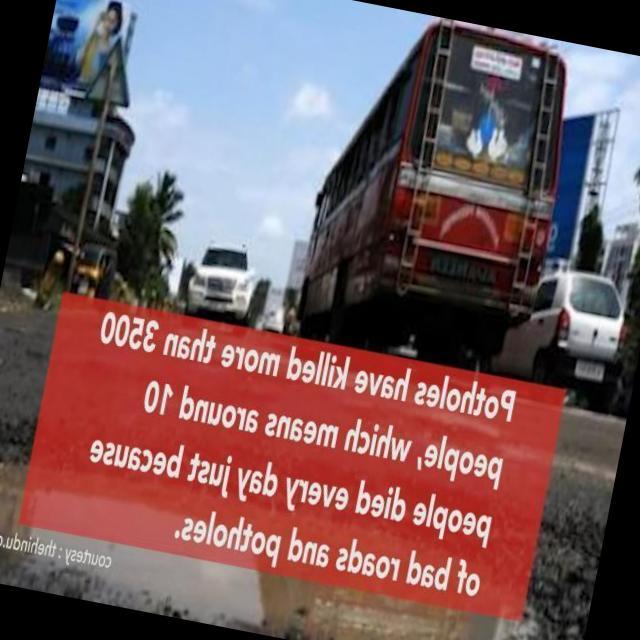 Potholes have killed more than 3500
people, which means around 10
people died every day just because
of bad roads and potholes.
courtesy : thehindu.c